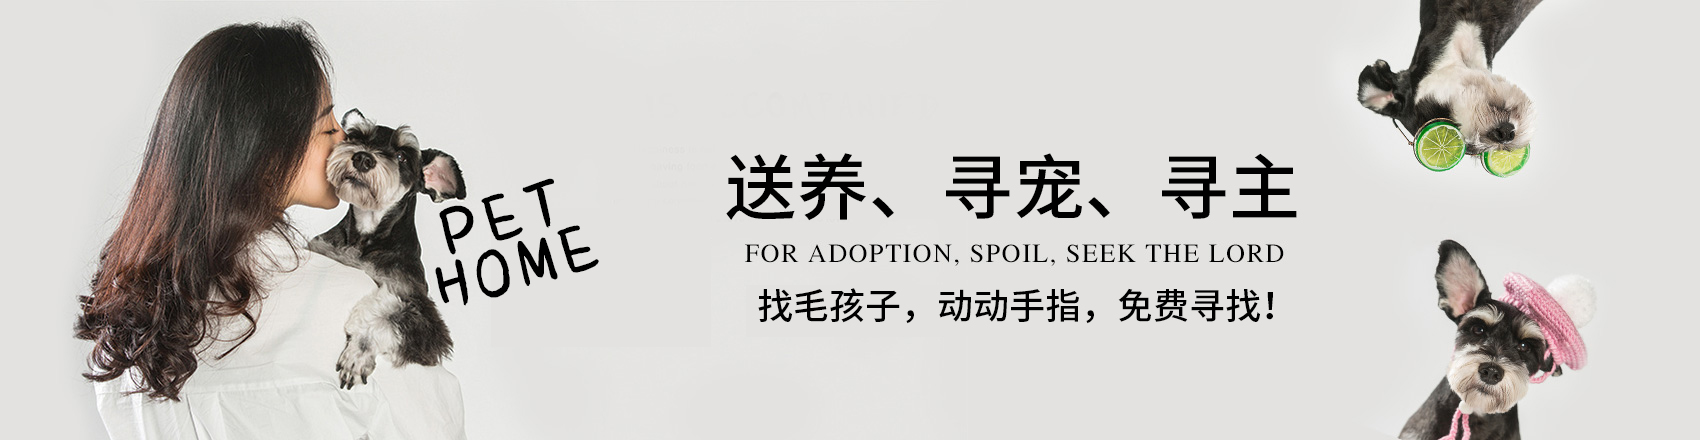 PET
HOME
送养、寻宠、寻主
FOR ADOPTION, SPOIL, SEEK THE LORD
找毛孩子，动动手指，免费寻找！